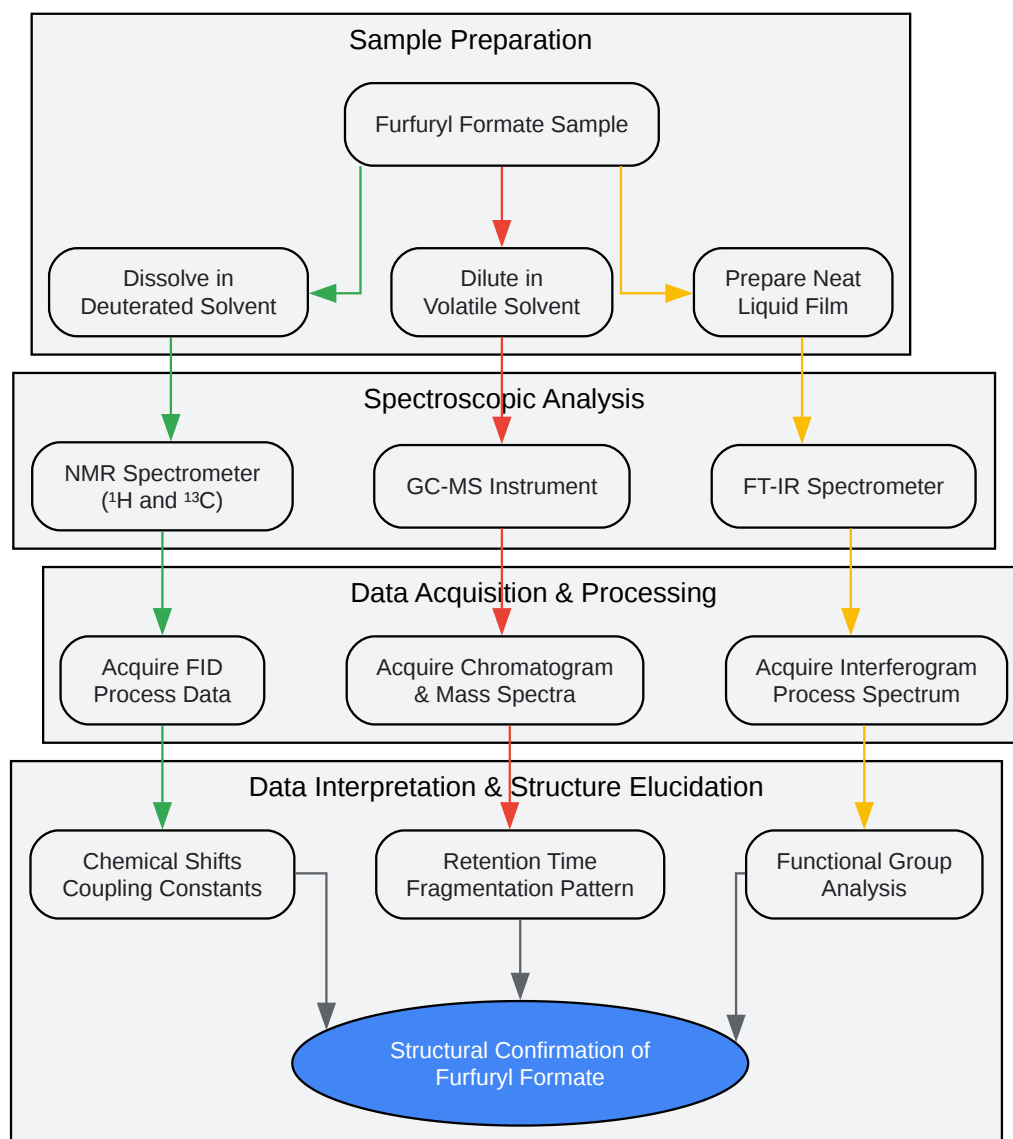 Sample Preparation
Furfuryl Formate Sample
Dissolve in
Deuterated Solvent
Dilute in
Volatile Solvent
Prepare Neat
Liquid Film
Spectroscopic Analysis
NMR Spectrometer
(¹H and ¹³C)
GC-MS Instrument
FT-IR Spectrometer
Data Acquisition & Processing
Acquire FID
Process Data
Acquire Chromatogram
& Mass Spectra
Acquire Interferogram
Process Spectrum
Data Interpretation & Structure Elucidation
Chemical Shifts
Coupling Constants
Retention Time
Fragmentation Pattern
Functional Group
Analysis
Structural Confirmation of
Furfuryl Formate